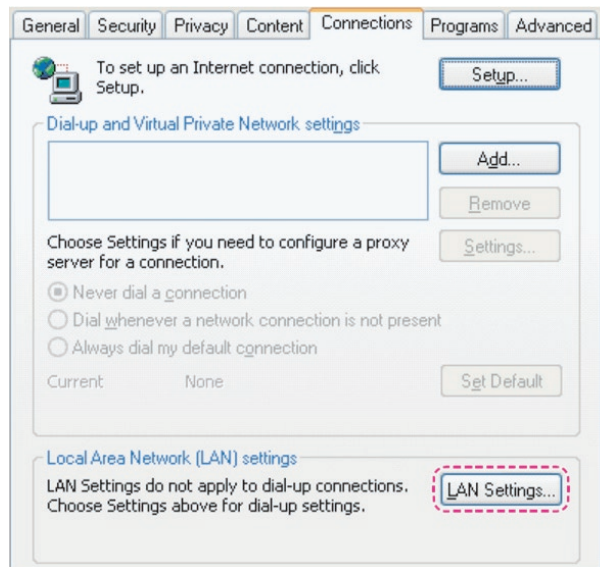 General Security Privacy Content Connections Programs Advanced
To set up an Internet connection, click
Setup.
Setup...
Dial-up and Virtual Private Network settings
Add...
Remove
Choose Settings if you need to configure a proxy
server for a connection.
Settings...
Never dial a connection
Dial whenever a network connection is not present
Always dial my default connection
Current None
Set Default
Local Area Network (LAN) settings
LAN Settings do not apply to dial-up connections.
Choose Settings above for dial-up settings.
LAN Settings...